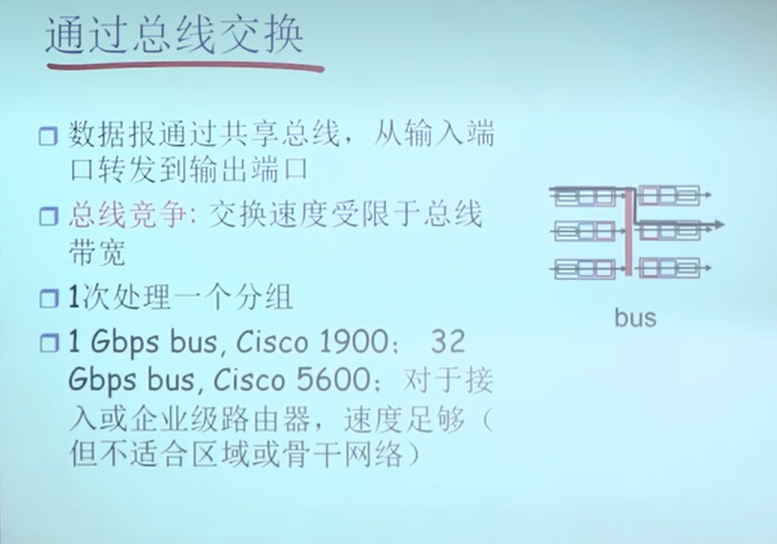 通过总线交换
数据报通过共享总线，从输入端
口转发到输出端口
总线竞争: 交换速度受限于总线
带宽
1次处理一个分组
1 Gbps bus, Cisco 1900； 32
Gbps bus, Cisco 5600；对于接
入或企业级路由器，速度足够（
但不适合区域或骨干网络）
bus